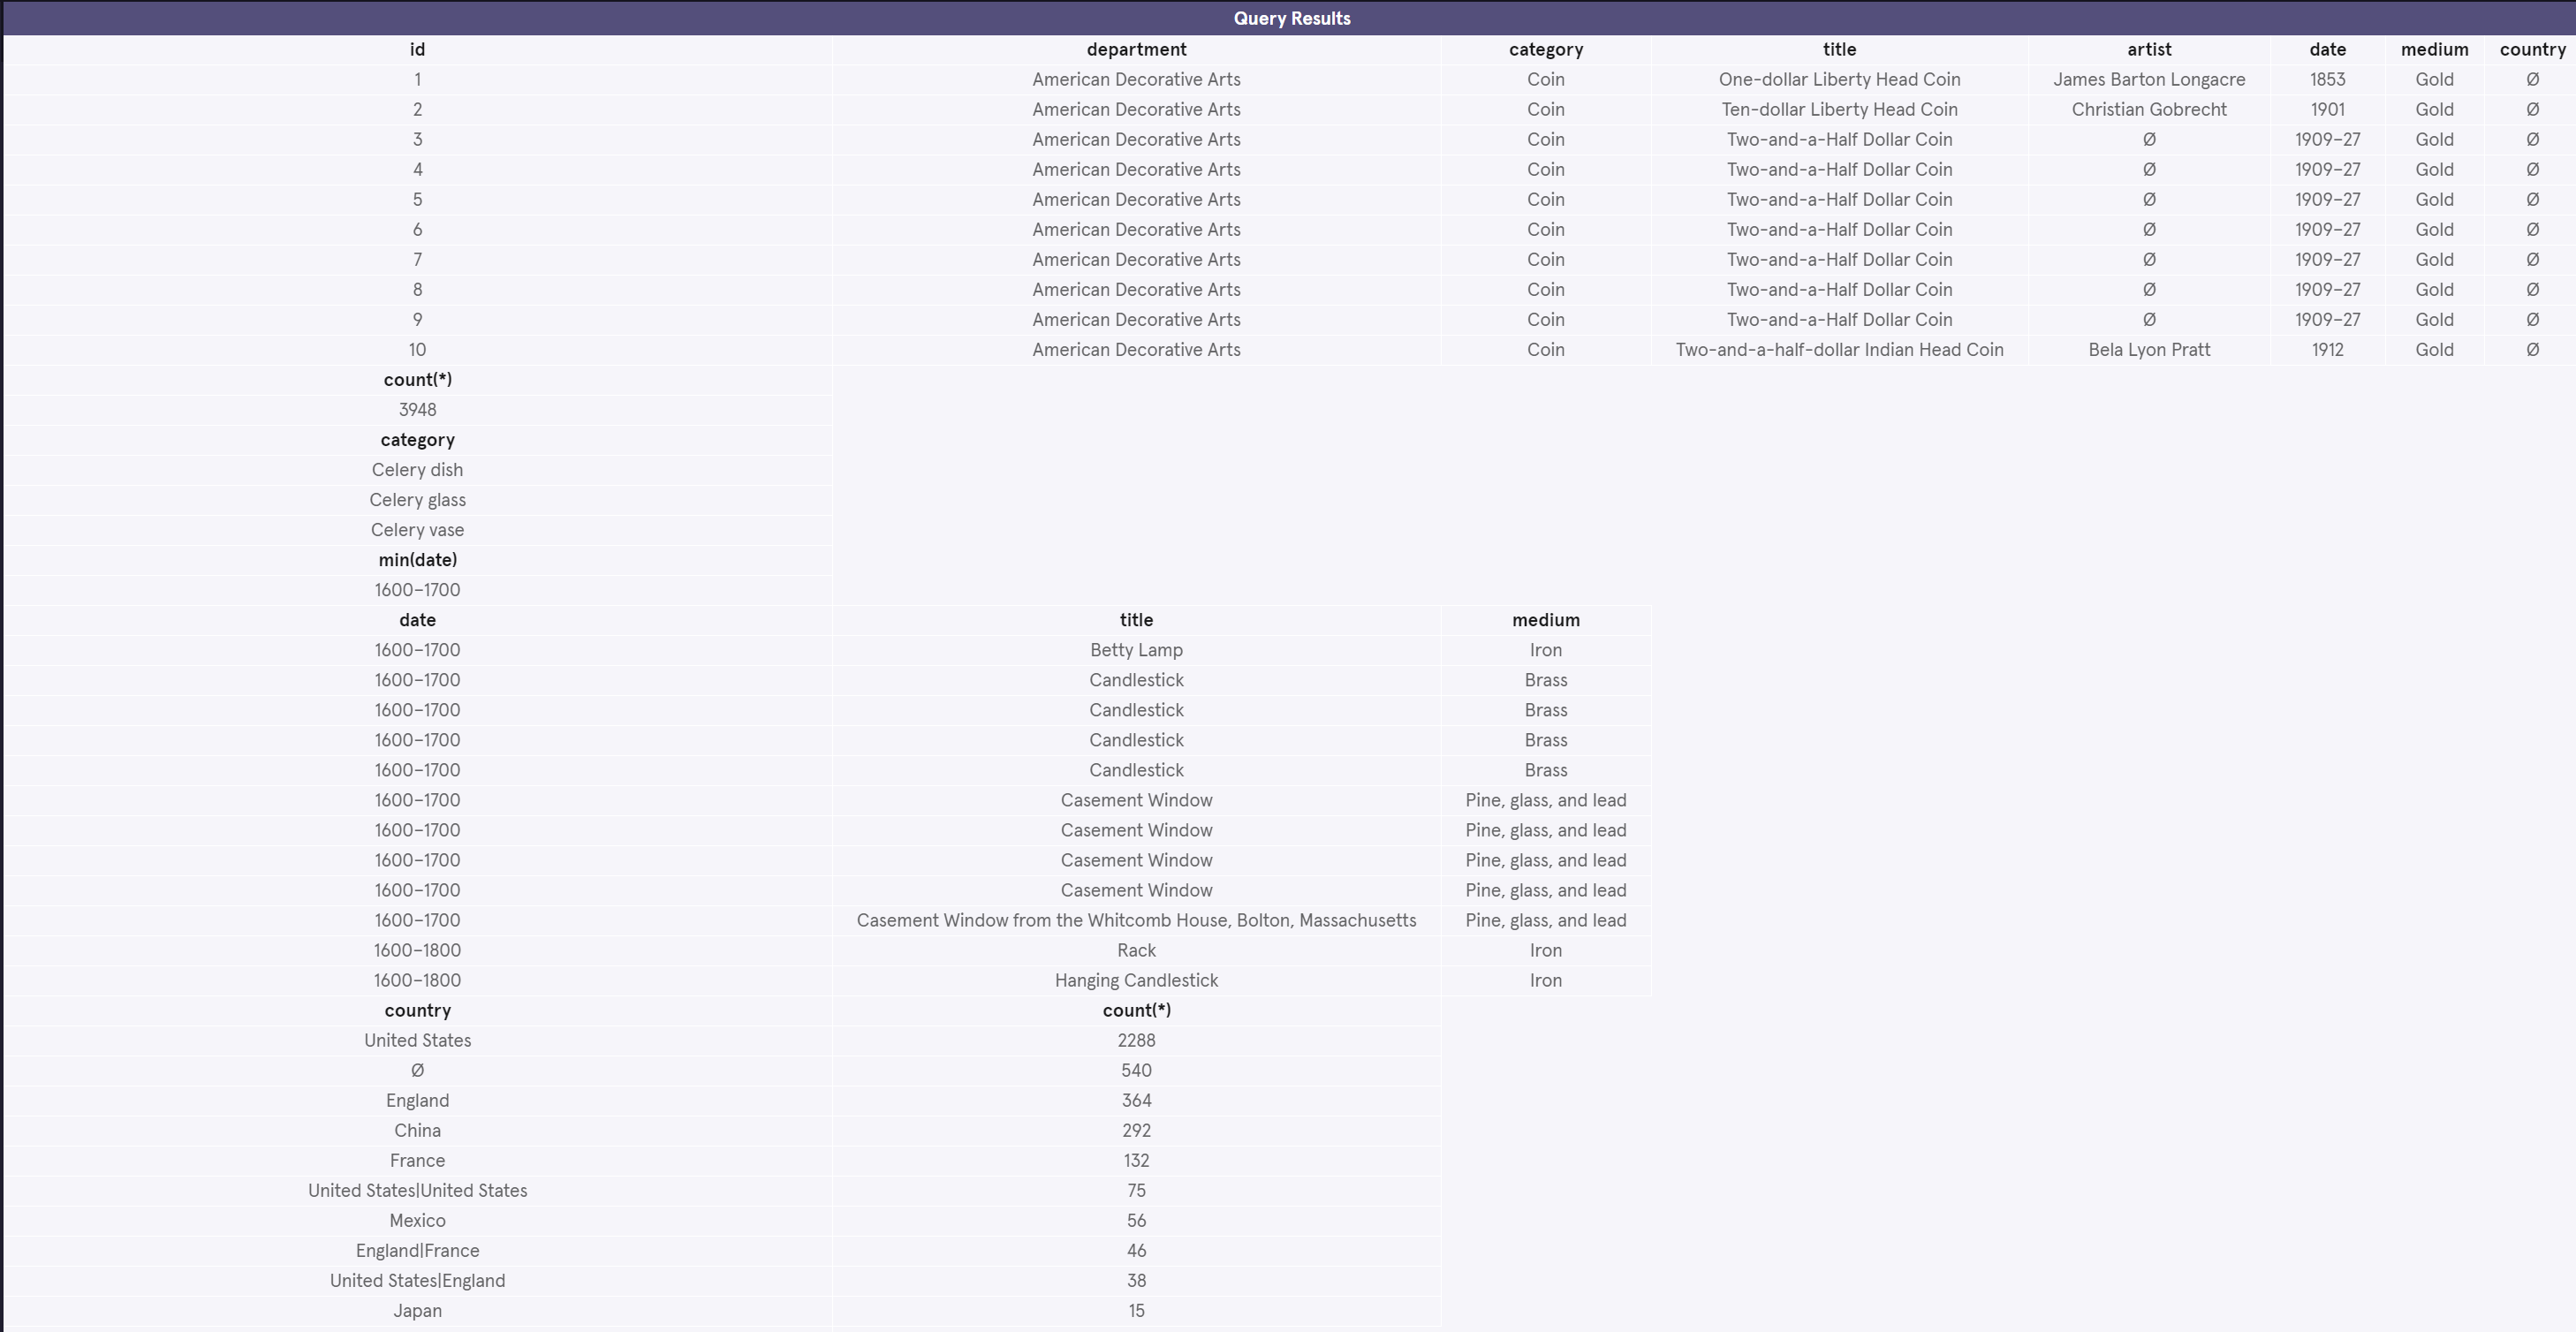 Query Results
id department category title artist date medium country
1 American Decorative Arts Coin One-dollar Liberty Head Coin James Barton Longacre 1853 Gold Ø
2 American Decorative Arts Coin Ten-dollar Liberty Head Coin Christian Gobrecht 1901 Gold Ø
3 American Decorative Arts Coin Two-and-a-Half Dollar Coin Ø 1909–27 Gold Ø
4 American Decorative Arts Coin Two-and-a-Half Dollar Coin Ø 1909–27 Gold Ø
5 American Decorative Arts Coin Two-and-a-Half Dollar Coin Ø 1909–27 Gold Ø
6 American Decorative Arts Coin Two-and-a-Half Dollar Coin Ø 1909–27 Gold Ø
7 American Decorative Arts Coin Two-and-a-Half Dollar Coin Ø 1909–27 Gold Ø
8 American Decorative Arts Coin Two-and-a-Half Dollar Coin Ø 1909–27 Gold Ø
9 American Decorative Arts Coin Two-and-a-Half Dollar Coin Ø 1909–27 Gold Ø
10 American Decorative Arts Coin Two-and-a-half-dollar Indian Head Coin Bela Lyon Pratt 1912 Gold Ø
count(*)
3948
category
Celery dish
Celery glass
Celery vase
min(date)
1600–1700
date title medium
1600–1700 Betty Lamp Iron
1600–1700 Candlestick Brass
1600–1700 Candlestick Brass
1600–1700 Candlestick Brass
1600–1700 Candlestick Brass
1600–1700 Casement Window Pine, glass, and lead
1600–1700 Casement Window Pine, glass, and lead
1600–1700 Casement Window Pine, glass, and lead
1600–1700 Casement Window Pine, glass, and lead
1600–1700 Casement Window from the Whitcomb House, Bolton, Massachusetts Pine, glass, and lead
1600–1800 Rack Iron
1600–1800 Hanging Candlestick Iron
country count(*)
United States 2288
Ø 540
England 364
China 292
France 132
United States|United States 75
Mexico 56
England|France 46
United States|England 38
Japan 15